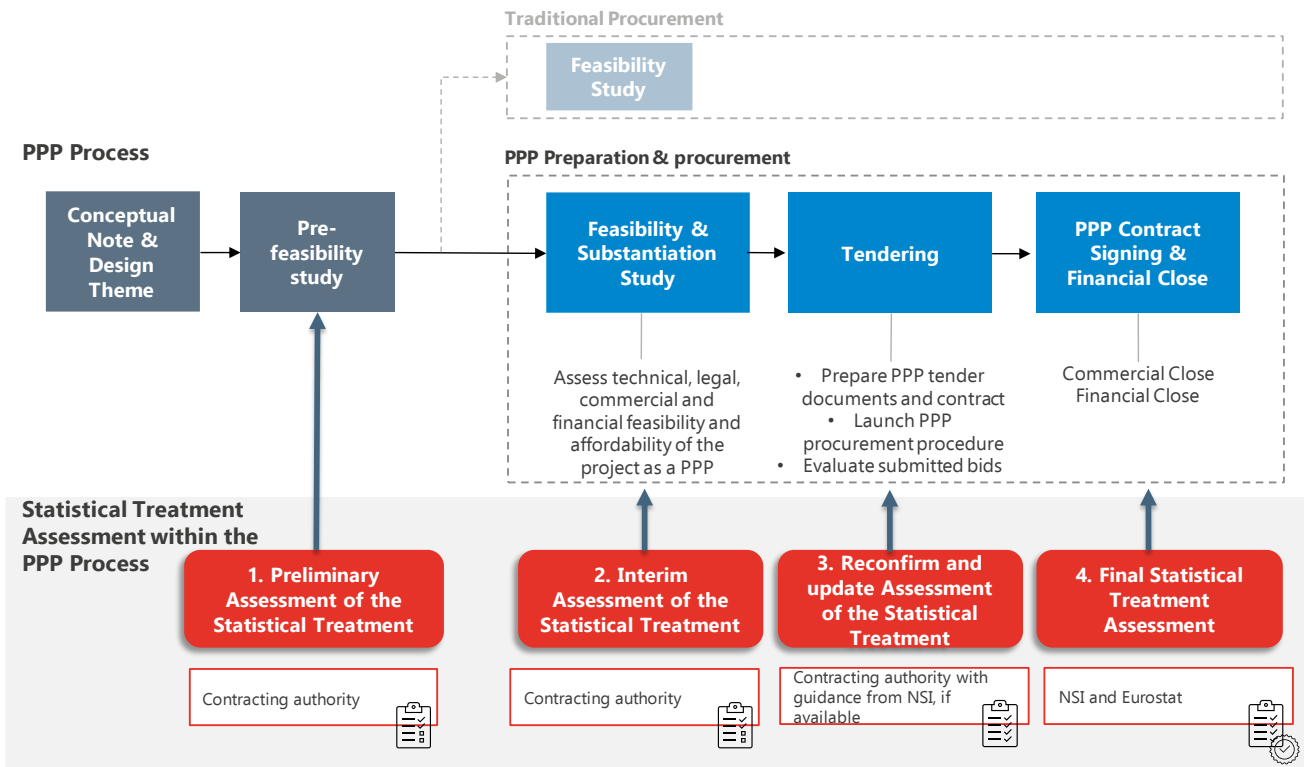 Traditional Procurement
Feasibility
Study
PPP Process
PPP Preparation & procurement
Conceptual
Note &
Design
Theme
Pre-
feasibility
study
Feasibility &
Substantiation
Study
Tendering
PPP Contract
Signing &
Financial Close
Assess technical, legal,
commercial and
financial feasibility and
affordability of the
project as a PPP
• Prepare PPP tender
documents and contract
• Launch PPP
procurement procedure
• Evaluate submitted bids
Commercial Close
Financial Close
Statistical Treatment
Assessment within the
PPP Process
1. Preliminary
Assessment of the
Statistical Treatment
2. Interim
Assessment of the
Statistical Treatment
3. Reconfirm and
update Assessment
of the Statistical
Treatment
4. Final Statistical
Treatment
Assessment
Contracting authority
Contracting authority
Contracting authority with
guidance from NSI, if
available
NSI and Eurostat